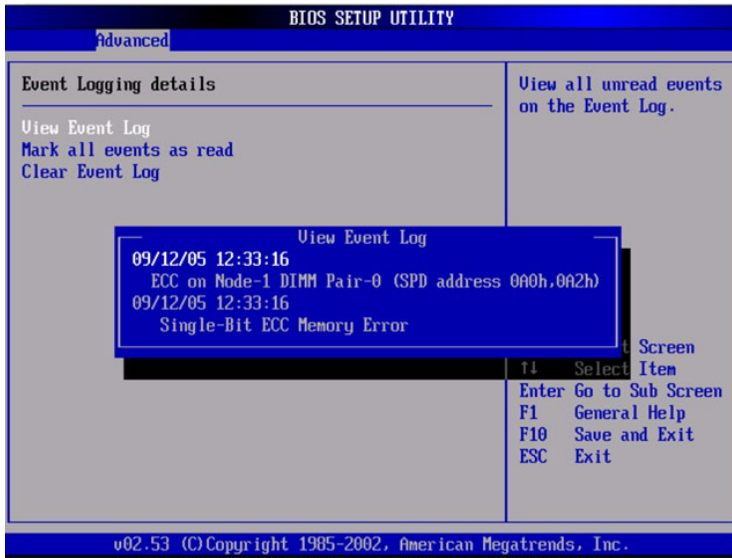 BIOS SETUP UTILITY
Advanced
Event Logging details
View Event Log
Mark all events as read
Clear Event Log
View all unread events
on the Event Log.
View Event Log
09/12/05 12:33:16
ECC on Node-1 DIMM Pair-0 (SPD address 0A0h,0A2h)
09/12/05 12:33:16
Single-Bit ECC Memory Error
t Screen
↑↓ Select Item
Enter Go to Sub Screen
F1 General Help
F10 Save and Exit
ESC Exit
v02.53 (C)Copyright 1985-2002, American Megatrends, Inc.